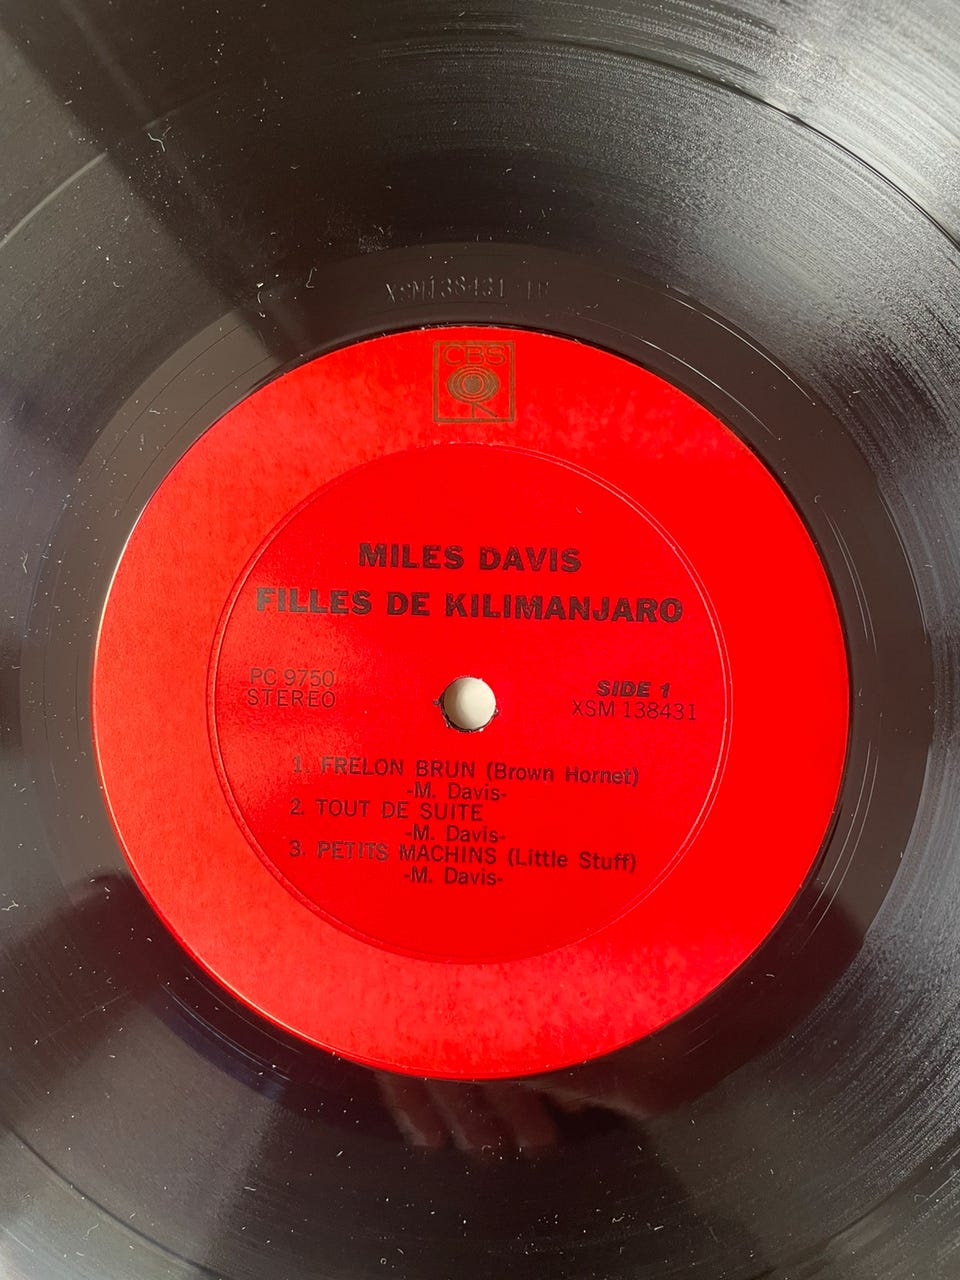 XSM138431
CBS
MILES DAVIS
FILLES DE KILIMANJARO
PC 9750
STEREO
SIDE 1
XSM 138431
1. FRELON BRUN (Brown Hornet)
-M. Davis-
2. TOUT DE SUITE
-M. Davis-
3. PETITS MACHINS (Little Stuff)
-M. Davis-